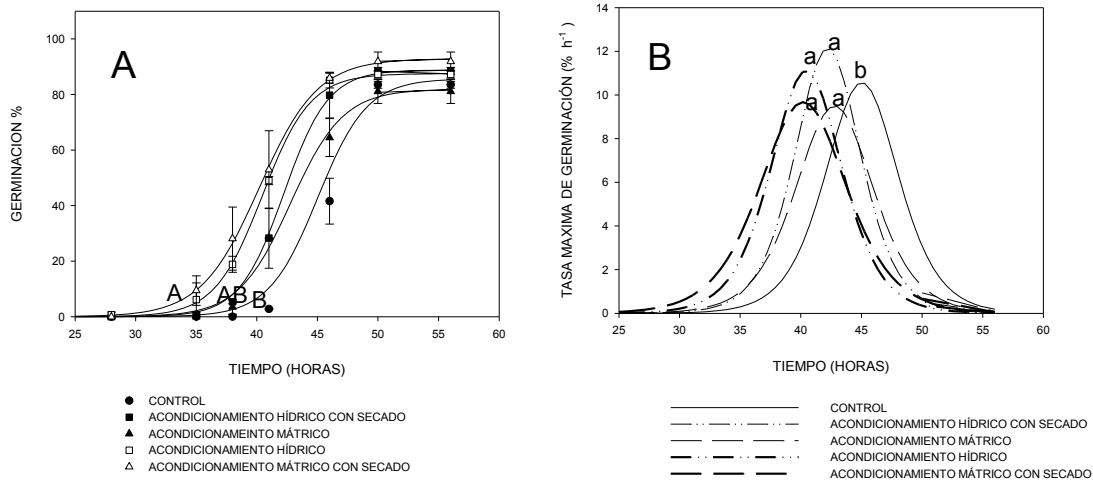 A
GERMINACION %
100
80
60
40
20
0
A
AB
B
25 30 35 40 45 50 55 60
TIEMPO (HORAS)
CONTROL
ACONDICIONAMIENTO HÍDRICO CON SECADO
ACONDICIONAMEINTO MÁTRICO
ACONDICIONAMIENTO HÍDRICO
ACONDICIONAMIENTO MÁTRICO CON SECADO
B
TASA MAXIMA DE GERMINACIÓN (% h⁻¹)
14
12
10
8
6
4
2
0
a
a
b
a
a
25 30 35 40 45 50 55 60
TIEMPO (HORAS)
CONTROL
ACONDICIONAMIENTO HÍDRICO CON SECADO
ACONDICIONAMIENTO MÁTRICO
ACONDICIONAMIENTO HÍDRICO
ACONDICIONAMIENTO MÁTRICO CON SECADO